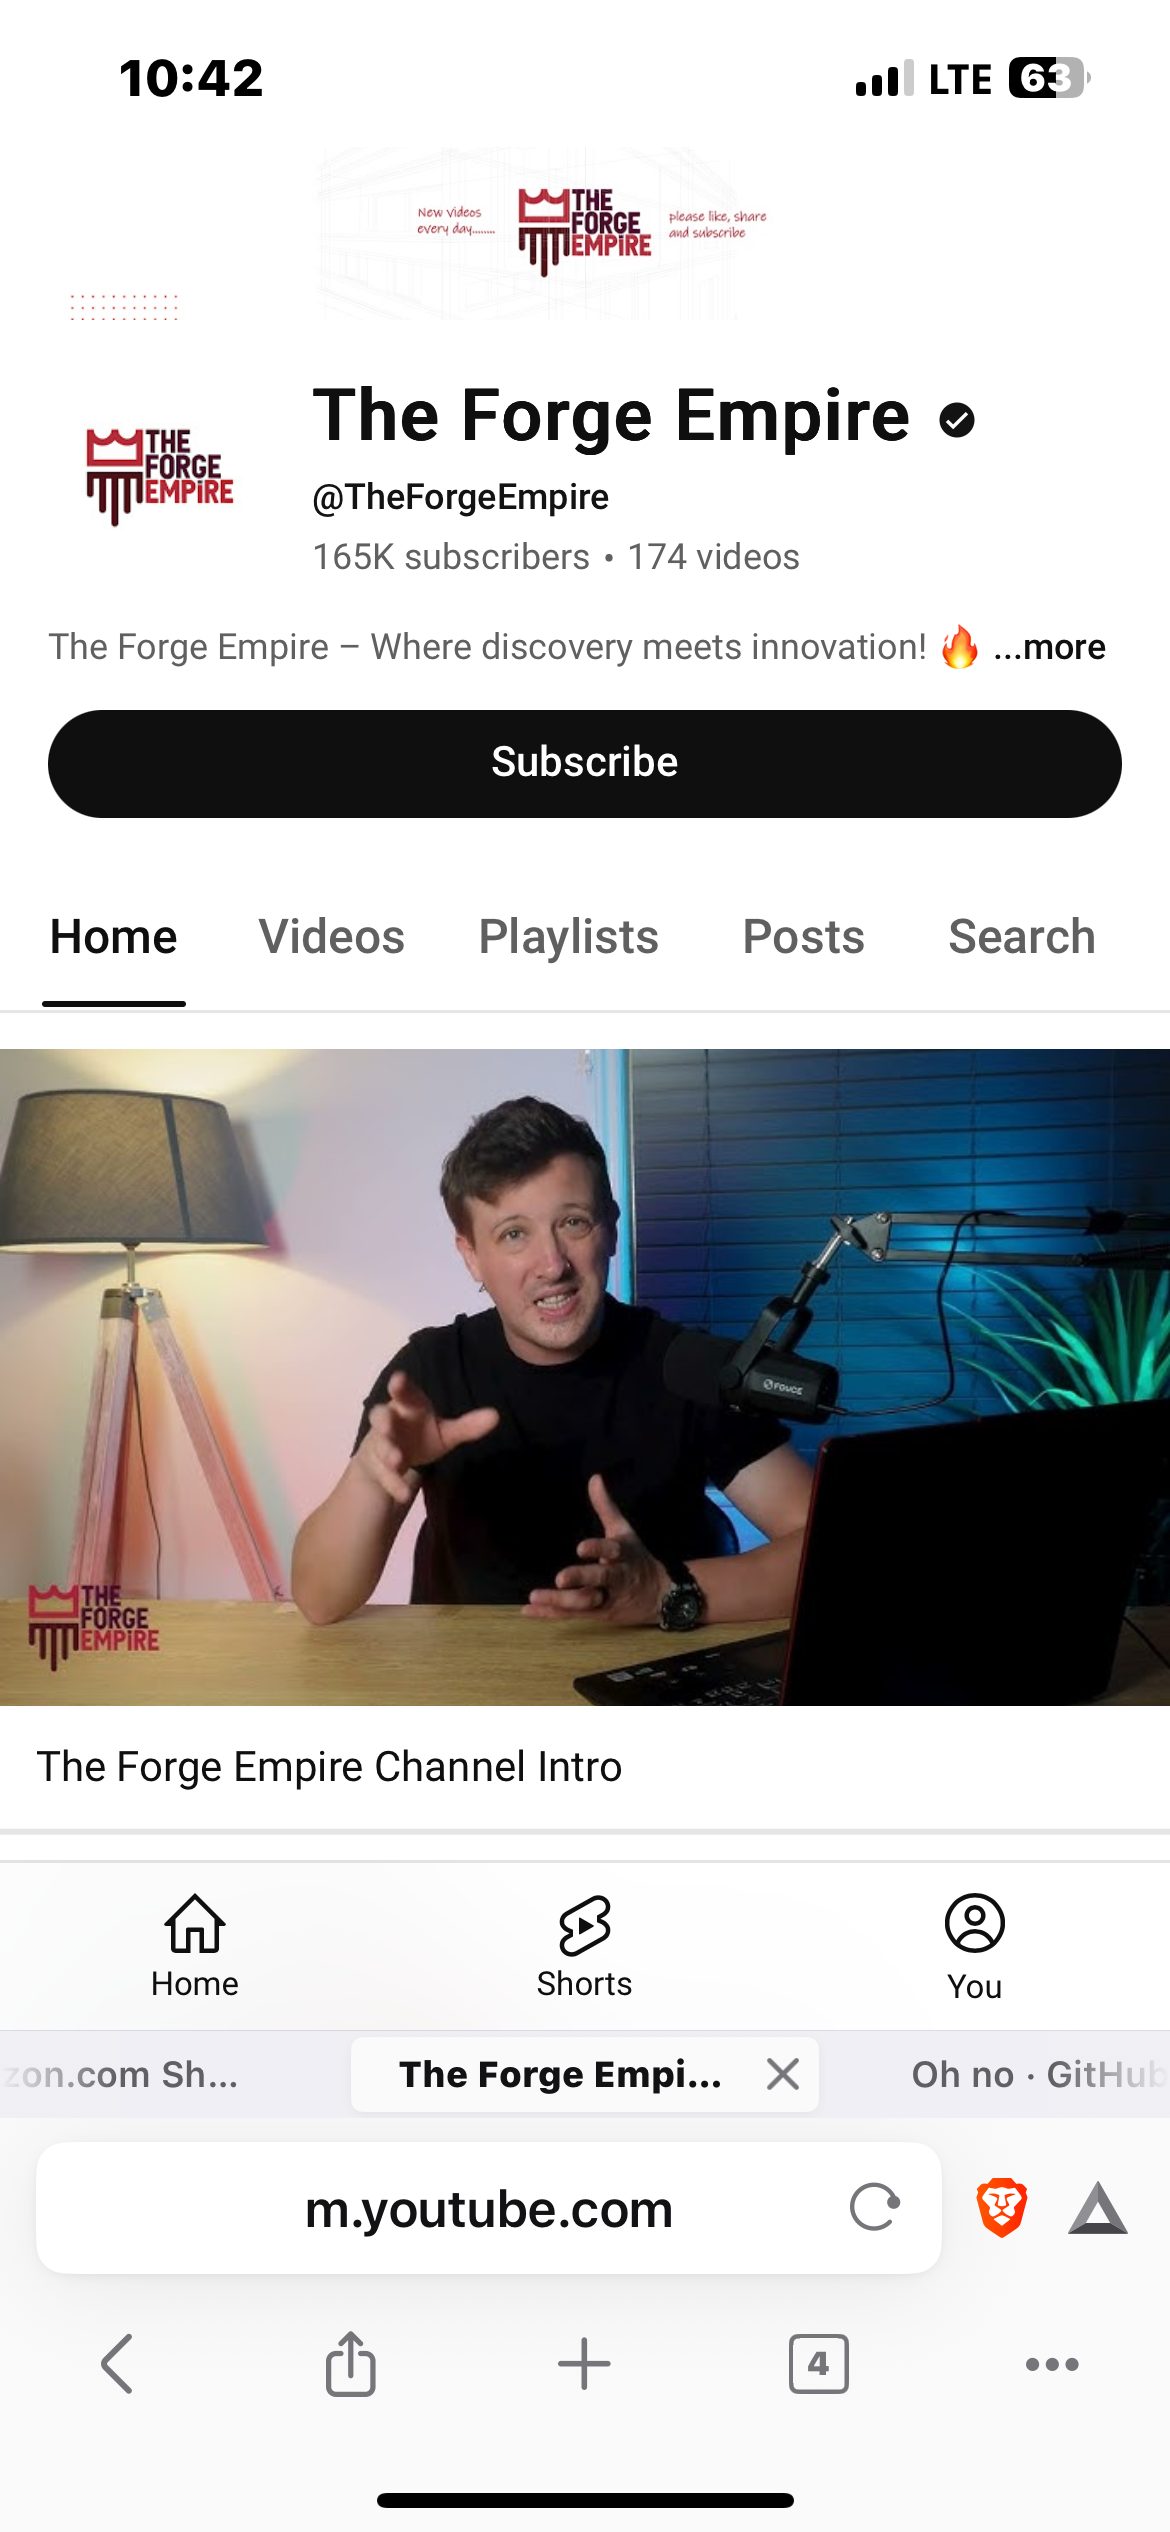 10:42
LTE 63
New videos
every day........
THE
FORGE
EMPIRE
please like, share
and subscribe
THE
FORGE
EMPIRE
The Forge Empire
@TheForgeEmpire
165K subscribers • 174 videos
The Forge Empire – Where discovery meets innovation! 🔥 ...more
Subscribe
Home Videos Playlists Posts Search
FDUCE
THE
FORGE
EMPIRE
The Forge Empire Channel Intro
Home Shorts You
zon.com Sh... The Forge Empi... Oh no · GitHub
m.youtube.com
4